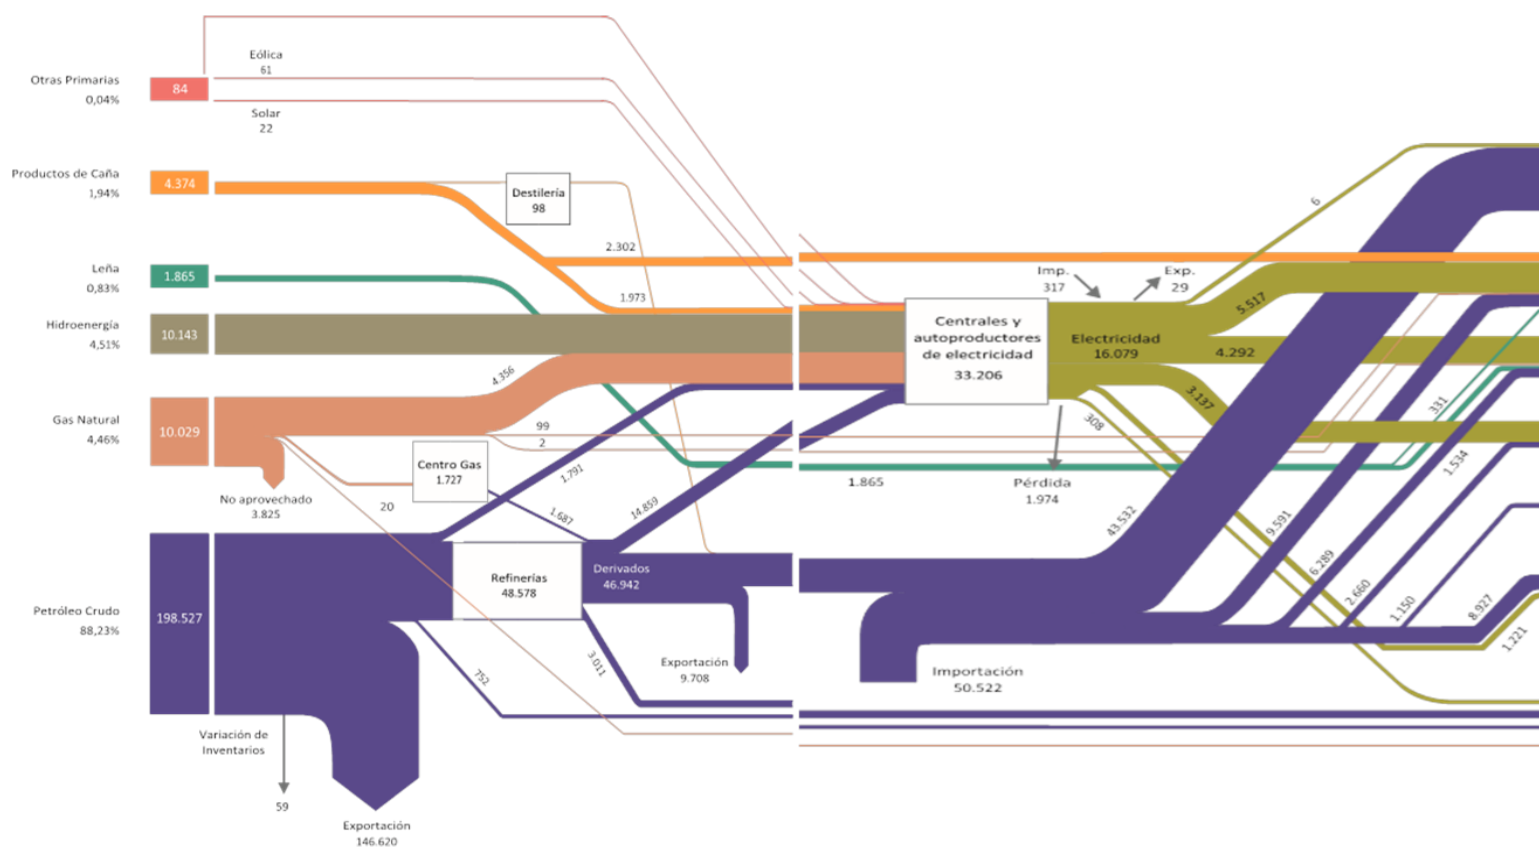 Otras Primarias
0,04%
84
Eólica
61
Solar
22
Productos de Caña
1,94%
4.374
Destilería
98
2.302
1.973
Leña
0,83%
1.865
Hidroenergía
4,51%
10.143
4.356
Gas Natural
4,46%
10.029
99
2
No aprovechado
3.825
Centro Gas
1.727
20
1.791
1.687
14.859
Petróleo Crudo
88,23%
198.527
Refinerías
48.578
Derivados
46.942
752
3.011
Exportación
9.708
Variación de
Inventarios
59
Exportación
146.620
Imp.
317
Exp.
29
6
Centrales y
autoproductores
de electricidad
33.206
Electricidad
16.079
5.517
4.292
3.137
308
331
1.865
Pérdida
1.974
43.532
9.591
6.289
1.534
2.660
1.150
8.927
1.221
Importación
50.522